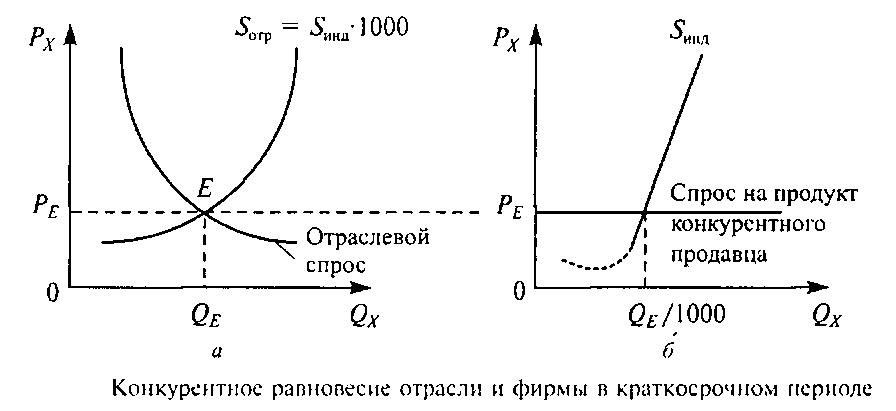 P_X
S_огр = S_инд·1000
E
P_E
Отраслевой
спрос
0
Q_E
Q_X
а
P_X
S_инд
P_E
Спрос на продукт
конкурентного
продавца
0
Q_E/1000
Q_X
б
Конкурентное равновесие отрасли и фирмы в краткосрочном периоде